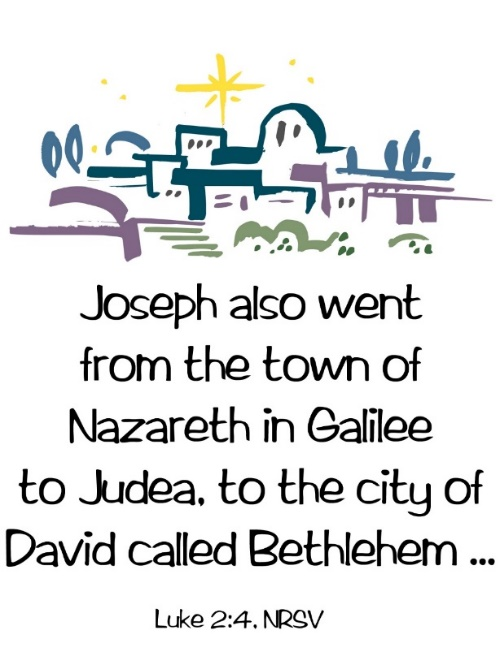 Joseph also went
from the town of
Nazareth in Galilee
to Judea, to the city of
David called Bethlehem ...
Luke 2:4, NRSV